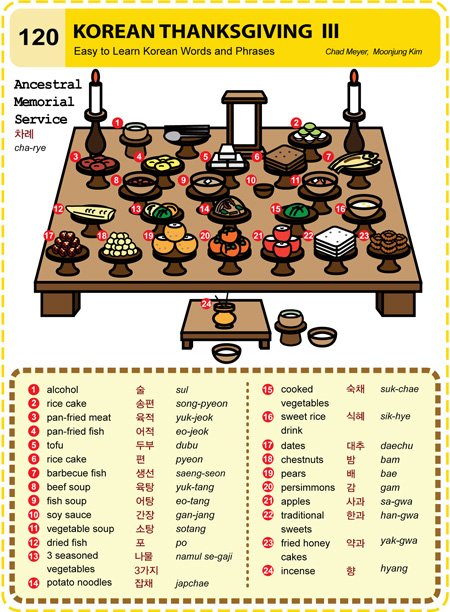 120 KOREAN THANKSGIVING III
Easy to Learn Korean Words and Phrases Chad Meyer, Moonjung Kim
Ancestral
Memorial
Service
차례
cha-rye
1
2
3
4
5
6
7
8
9
10
11
12
13
14
15
16
17
18
19
20
21
22
23
24
1 alcohol 술 sul
2 rice cake 송편 song-pyeon
3 pan-fried meat 육적 yuk-jeok
4 pan-fried fish 어적 eo-jeok
5 tofu 두부 dubu
6 rice cake 편 pyeon
7 barbecue fish 생선 saeng-seon
8 beef soup 육탕 yuk-tang
9 fish soup 어탕 eo-tang
10 soy sauce 간장 gan-jang
11 vegetable soup 소탕 sotang
12 dried fish 포 po
13 3 seasoned 나물 namul se-gaji
vegetables 3가지
14 potato noodles 잡채 japchae
15 cooked 숙채 suk-chae
vegetables
16 sweet rice 식혜 sik-hye
drink
17 dates 대추 daechu
18 chestnuts 밤 bam
19 pears 배 bae
20 persimmons 감 gam
21 apples 사과 sa-gwa
22 traditional 한과 han-gwa
sweets
23 fried honey 약과 yak-gwa
cakes
24 incense 향 hyang